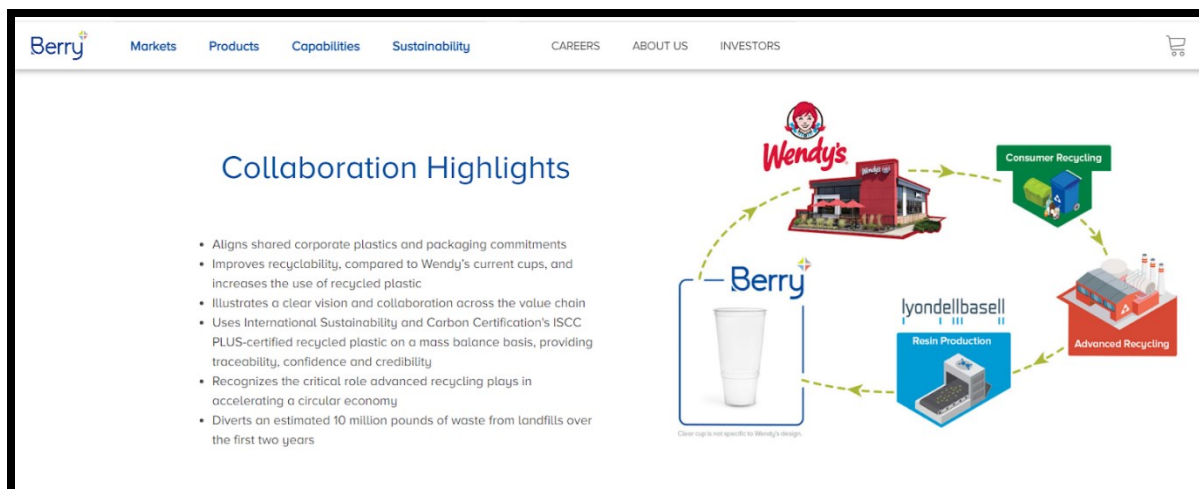 Berry
Markets Products Capabilities Sustainability CAREERS ABOUT US INVESTORS
Collaboration Highlights
• Aligns shared corporate plastics and packaging commitments
• Improves recyclability, compared to Wendy's current cups, and
increases the use of recycled plastic
• Illustrates a clear vision and collaboration across the value chain
• Uses International Sustainability and Carbon Certification's ISCC
PLUS-certified recycled plastic on a mass balance basis, providing
traceability, confidence and credibility
• Recognizes the critical role advanced recycling plays in
accelerating a circular economy
• Diverts an estimated 10 million pounds of waste from landfills over
the first two years
Wendy's
Wendy's
Consumer Recycling
Advanced Recycling
lyondellbasell
Resin Production
Berry
Clear cup is not specific to Wendy's design.